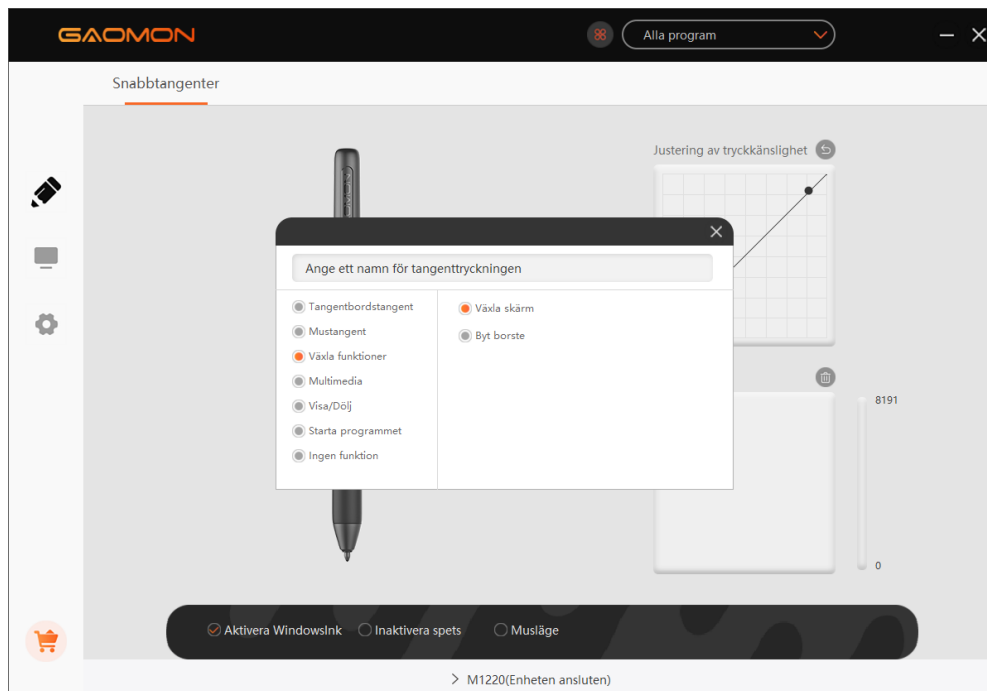 GAOMON
Alla program
Snabbtangenter
Justering av tryckkänslighet
Ange ett namn för tangenttryckningen
Tangentbordstangent
Mustangent
Växla funktioner
Multimedia
Visa/Dölj
Starta programmet
Ingen funktion
Växla skärm
Byt borste
8191
0
Aktivera WindowsInk
Inaktivera spets
Musläge
M1220(Enheten ansluten)